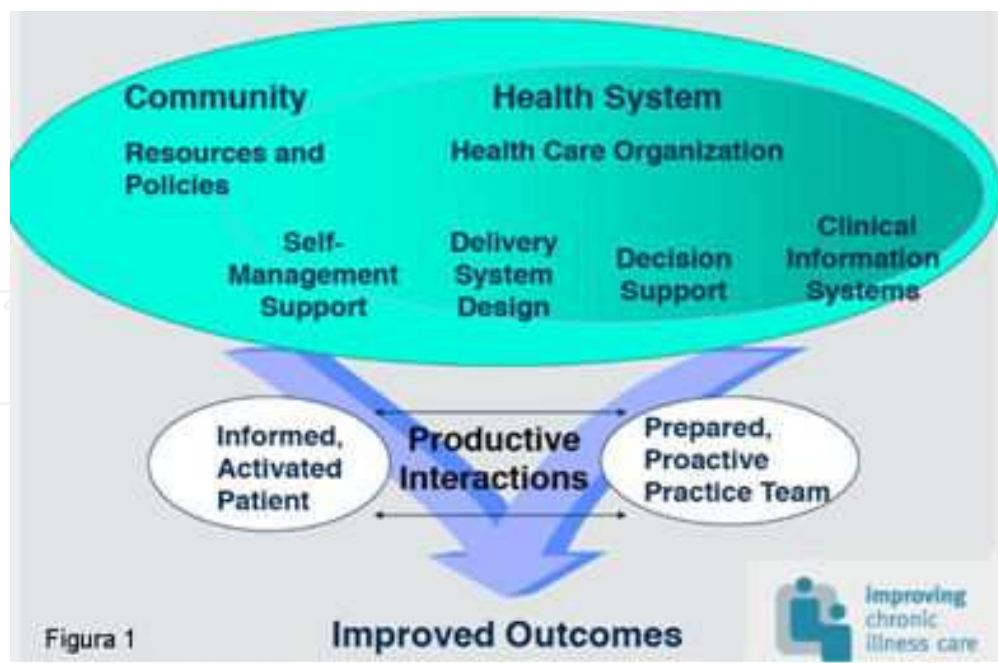 Community
Health System
Resources and
Policies
Health Care Organization
Self-
Management
Support
Delivery
System
Design
Decision
Support
Clinical
Information
Systems
Informed,
Activated
Patient
Productive
Interactions
Prepared,
Proactive
Practice Team
Figura 1
Improved Outcomes
Improving
chronic
illness care